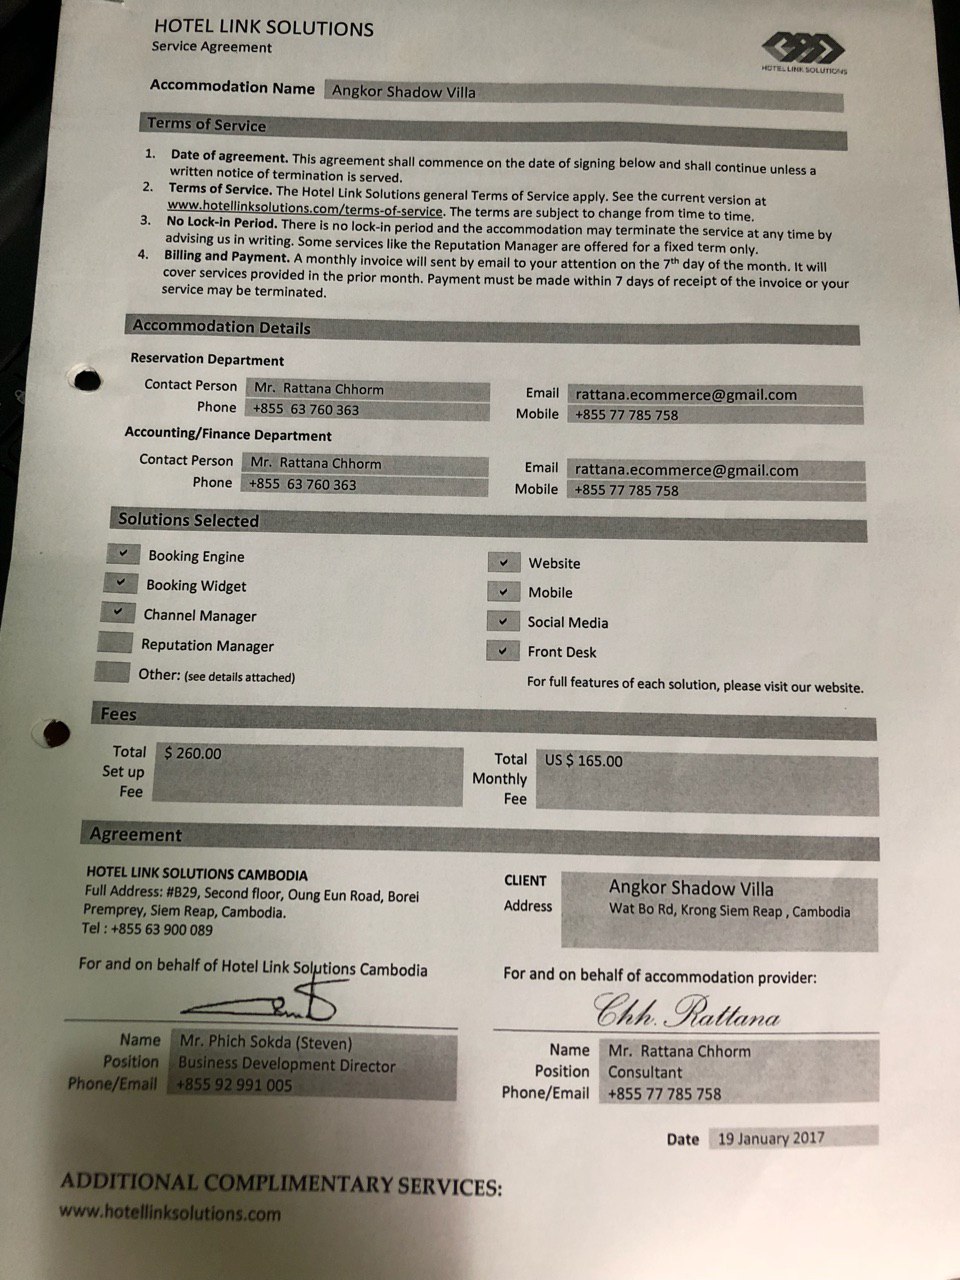 HOTEL LINK SOLUTIONS
Service Agreement
HOTEL LINK SOLUTIONS
Accommodation Name Angkor Shadow Villa
Terms of Service
1. Date of agreement. This agreement shall commence on the date of signing below and shall continue unless a
written notice of termination is served.
2. Terms of Service. The Hotel Link Solutions general Terms of Service apply. See the current version at
www.hotellinksolutions.com/terms-of-service. The terms are subject to change from time to time.
3. No Lock-in Period. There is no lock-in period and the accommodation may terminate the service at any time by
advising us in writing. Some services like the Reputation Manager are offered for a fixed term only.
4. Billing and Payment. A monthly invoice will sent by email to your attention on the 7th day of the month. It will
cover services provided in the prior month. Payment must be made within 7 days of receipt of the invoice or your
service may be terminated.
Accommodation Details
Reservation Department
Contact Person Mr. Rattana Chhorm Email rattana.ecommerce@gmail.com
Phone +855 63 760 363 Mobile +855 77 785 758
Accounting/Finance Department
Contact Person Mr. Rattana Chhorm Email rattana.ecommerce@gmail.com
Phone +855 63 760 363 Mobile +855 77 785 758
Solutions Selected
✓ Booking Engine ✓ Website
✓ Booking Widget ✓ Mobile
✓ Channel Manager ✓ Social Media
Reputation Manager ✓ Front Desk
Other: (see details attached) For full features of each solution, please visit our website.
Fees
Total Set up Fee $ 260.00
Total Monthly Fee US $ 165.00
Agreement
HOTEL LINK SOLUTIONS CAMBODIA
Full Address: #B29, Second floor, Oung Eun Road, Borei
Premprey, Siem Reap, Cambodia.
Tel : +855 63 900 089
CLIENT Angkor Shadow Villa
Address Wat Bo Rd, Krong Siem Reap , Cambodia
For and on behalf of Hotel Link Solutions Cambodia
For and on behalf of accommodation provider:
Chh. Rattana
Name Mr. Phich Sokda (Steven)
Position Business Development Director
Phone/Email +855 92 991 005
Name Mr. Rattana Chhorm
Position Consultant
Phone/Email +855 77 785 758
Date 19 January 2017
ADDITIONAL COMPLIMENTARY SERVICES:
www.hotellinksolutions.com